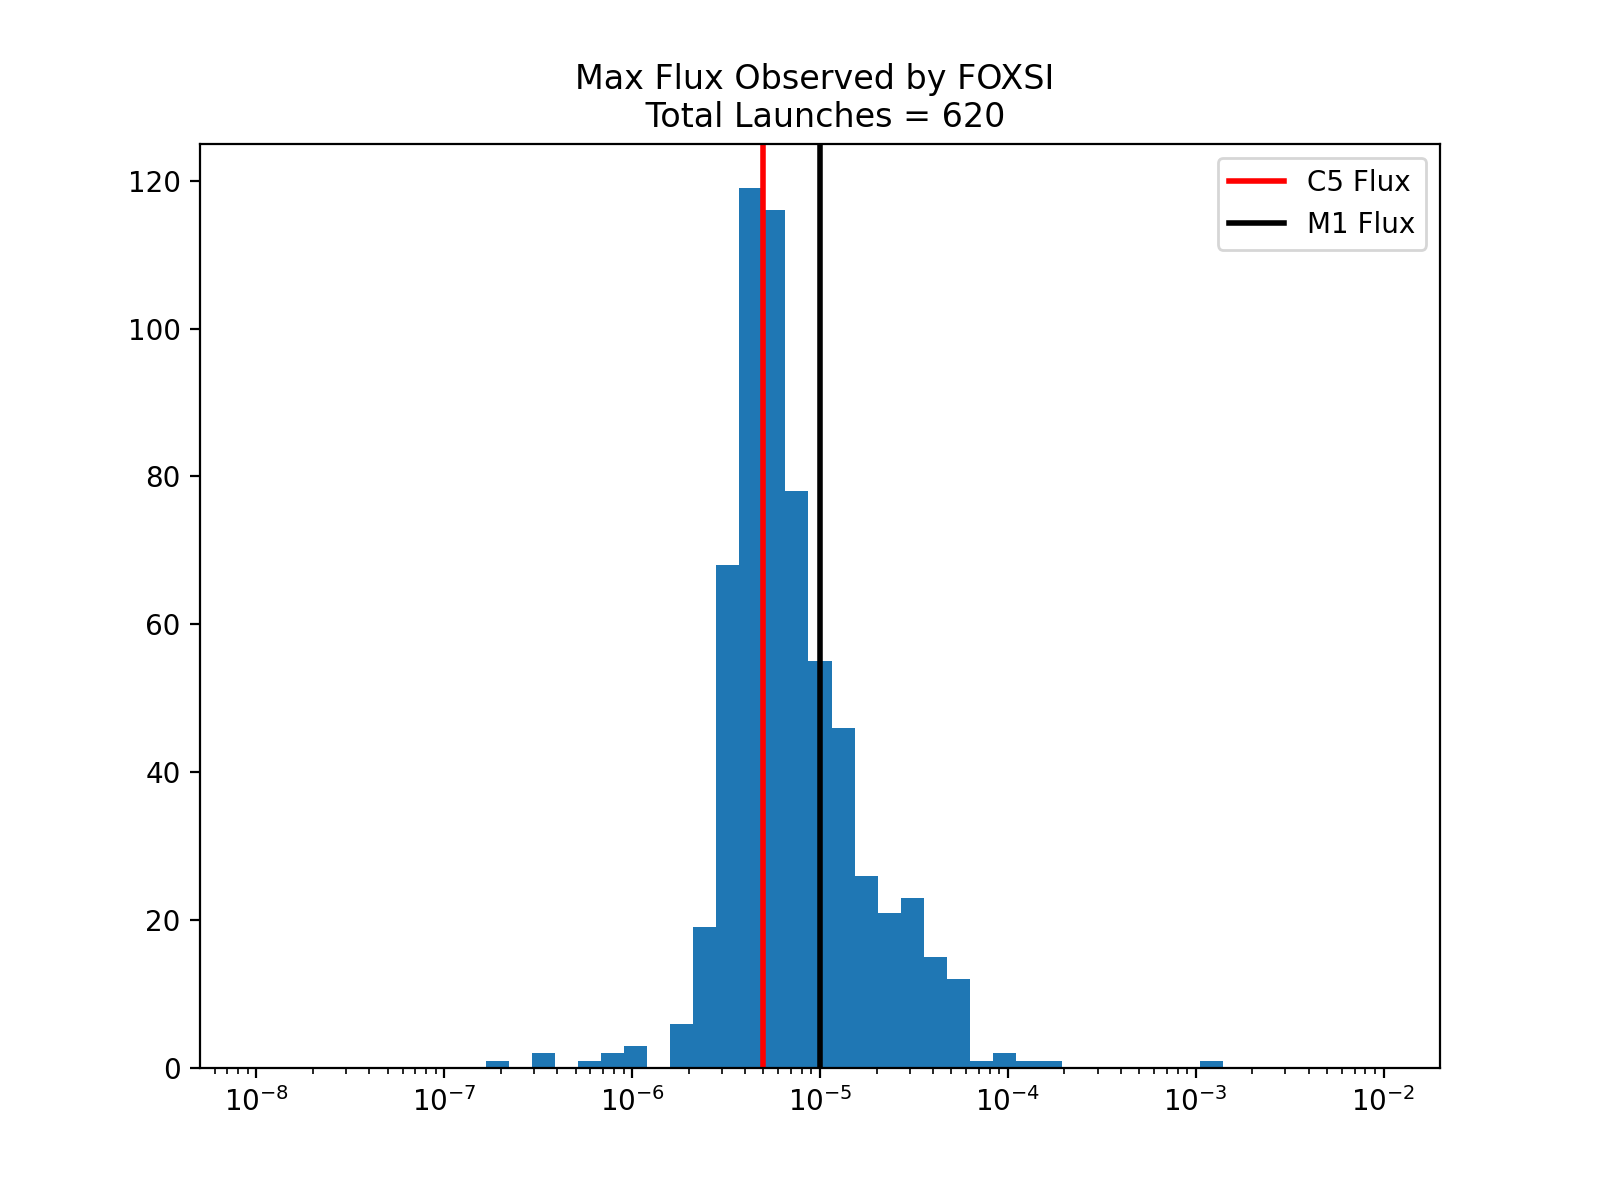 Max Flux Observed by FOXSI
Total Launches = 620
C5 Flux
M1 Flux
120
100
80
60
40
20
0
10⁻⁸ 10⁻⁷ 10⁻⁶ 10⁻⁵ 10⁻⁴ 10⁻³ 10⁻²